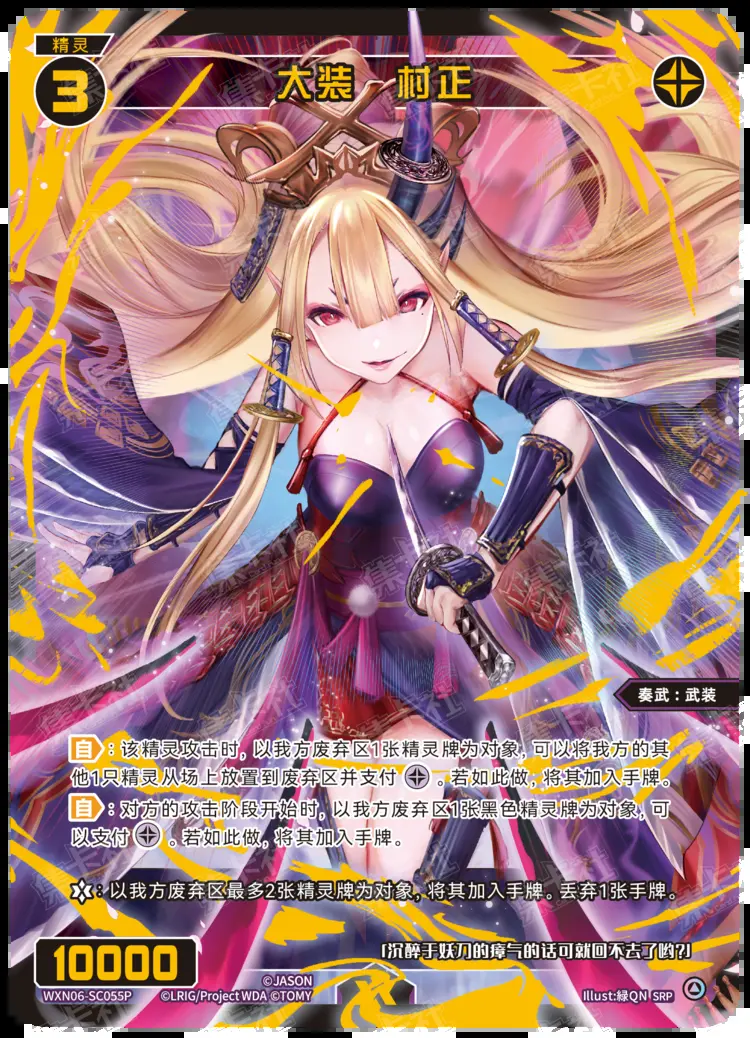 精灵
3
大装 村正
奏武：武装
自：该精灵攻击时，以我方废弃区1张精灵牌为对象，可以将我方的其
他1只精灵从场上放置到废弃区并支付 。若如此做，将其加入手牌。
自：对方的攻击阶段开始时，以我方废弃区1张黑色精灵牌为对象，可
以支付 。若如此做，将其加入手牌。
：以我方废弃区最多2张精灵牌为对象，将其加入手牌。丢弃1张手牌。
「沉醉于妖刀的瘴气的话可就回不去了哟?」
10000
©JASON
WXN06-SC055P ©LRIG/Project WDA ©TOMY
Illust:緑QN SRP
集卡社